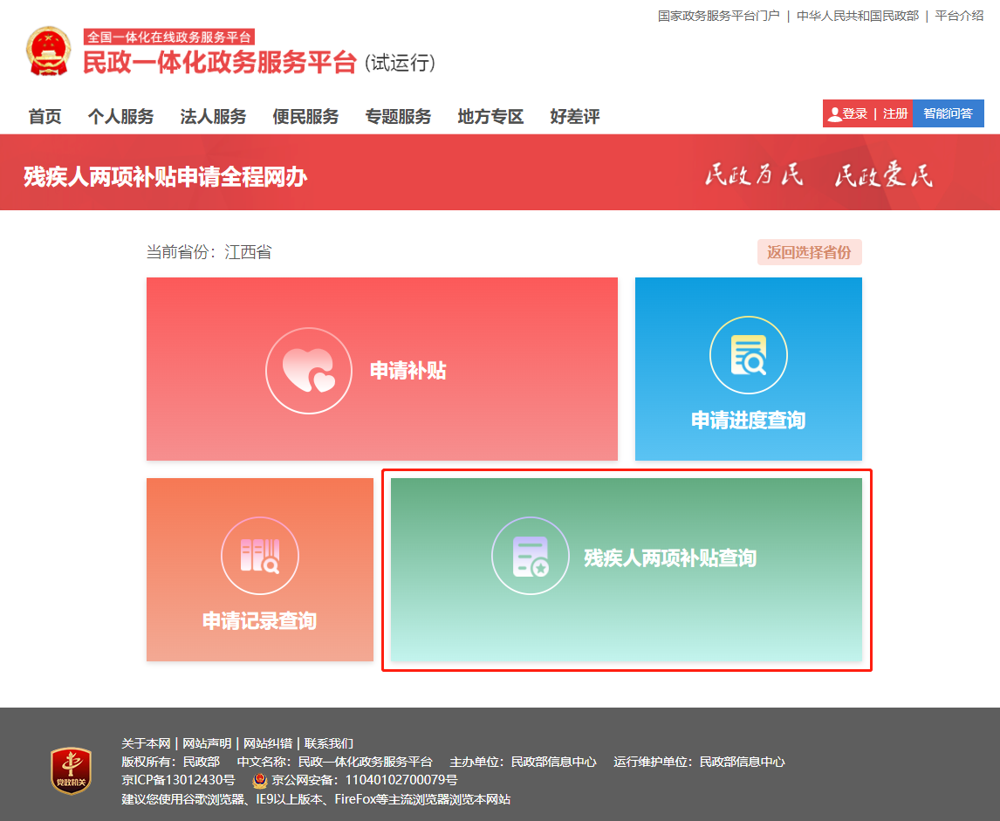 国家政务服务平台门户 | 中华人民共和国民政部 | 平台介绍
全国一体化在线政务服务平台
民政一体化政务服务平台 (试运行)
首页 个人服务 法人服务 便民服务 专题服务 地方专区 好差评
登录 | 注册 智能问答
残疾人两项补贴申请全程网办
民政为民 民政爱民
当前省份：江西省
返回选择省份
申请补贴
申请进度查询
申请记录查询
残疾人两项补贴查询
关于本网 | 网站声明 | 网站纠错 | 联系我们
版权所有：民政部 中文名称：民政一体化政务服务平台 主办单位：民政部信息中心 运行维护单位：民政部信息中心
京ICP备13012430号 京公网安备：11040102700079号
建议您使用谷歌浏览器、IE9以上版本、FireFox等主流浏览器浏览本网站
党政机关